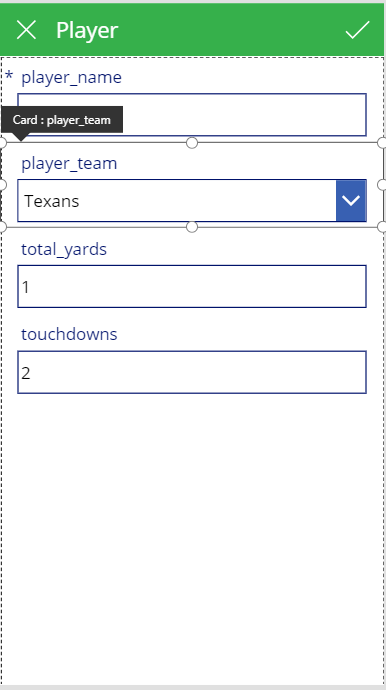 Player
* player_name
Card : player_team
player_team
Texans
total_yards
1
touchdowns
2